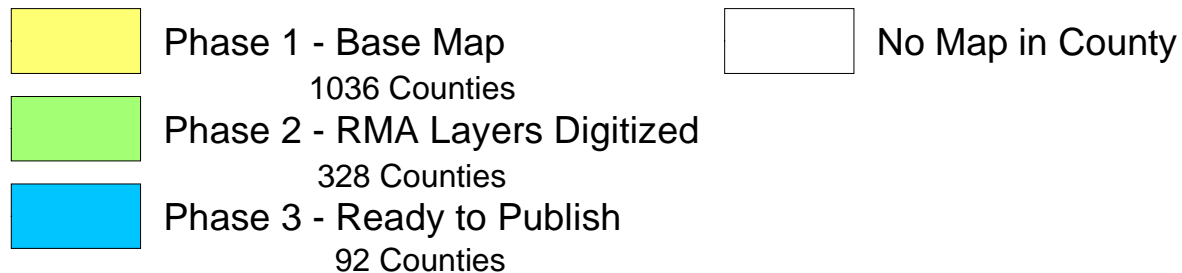 Phase 1 - Base Map
1036 Counties
Phase 2 - RMA Layers Digitized
328 Counties
Phase 3 - Ready to Publish
92 Counties
No Map in County